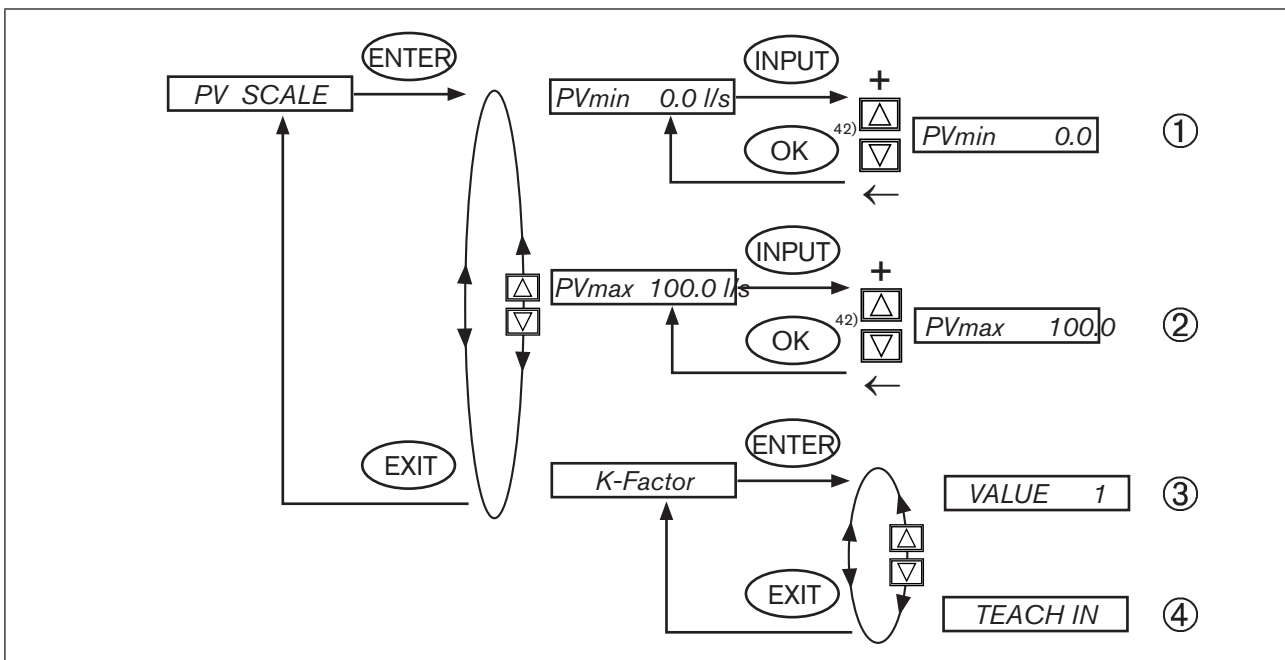 ENTER
PV SCALE
INPUT
PVmin 0.0 l/s
+
42)
OK
PVmin 0.0
①
←
INPUT
PVmax 100.0 l/s
+
42)
OK
PVmax 100.0
②
←
ENTER
EXIT
K-Factor
VALUE 1
③
EXIT
TEACH IN
④